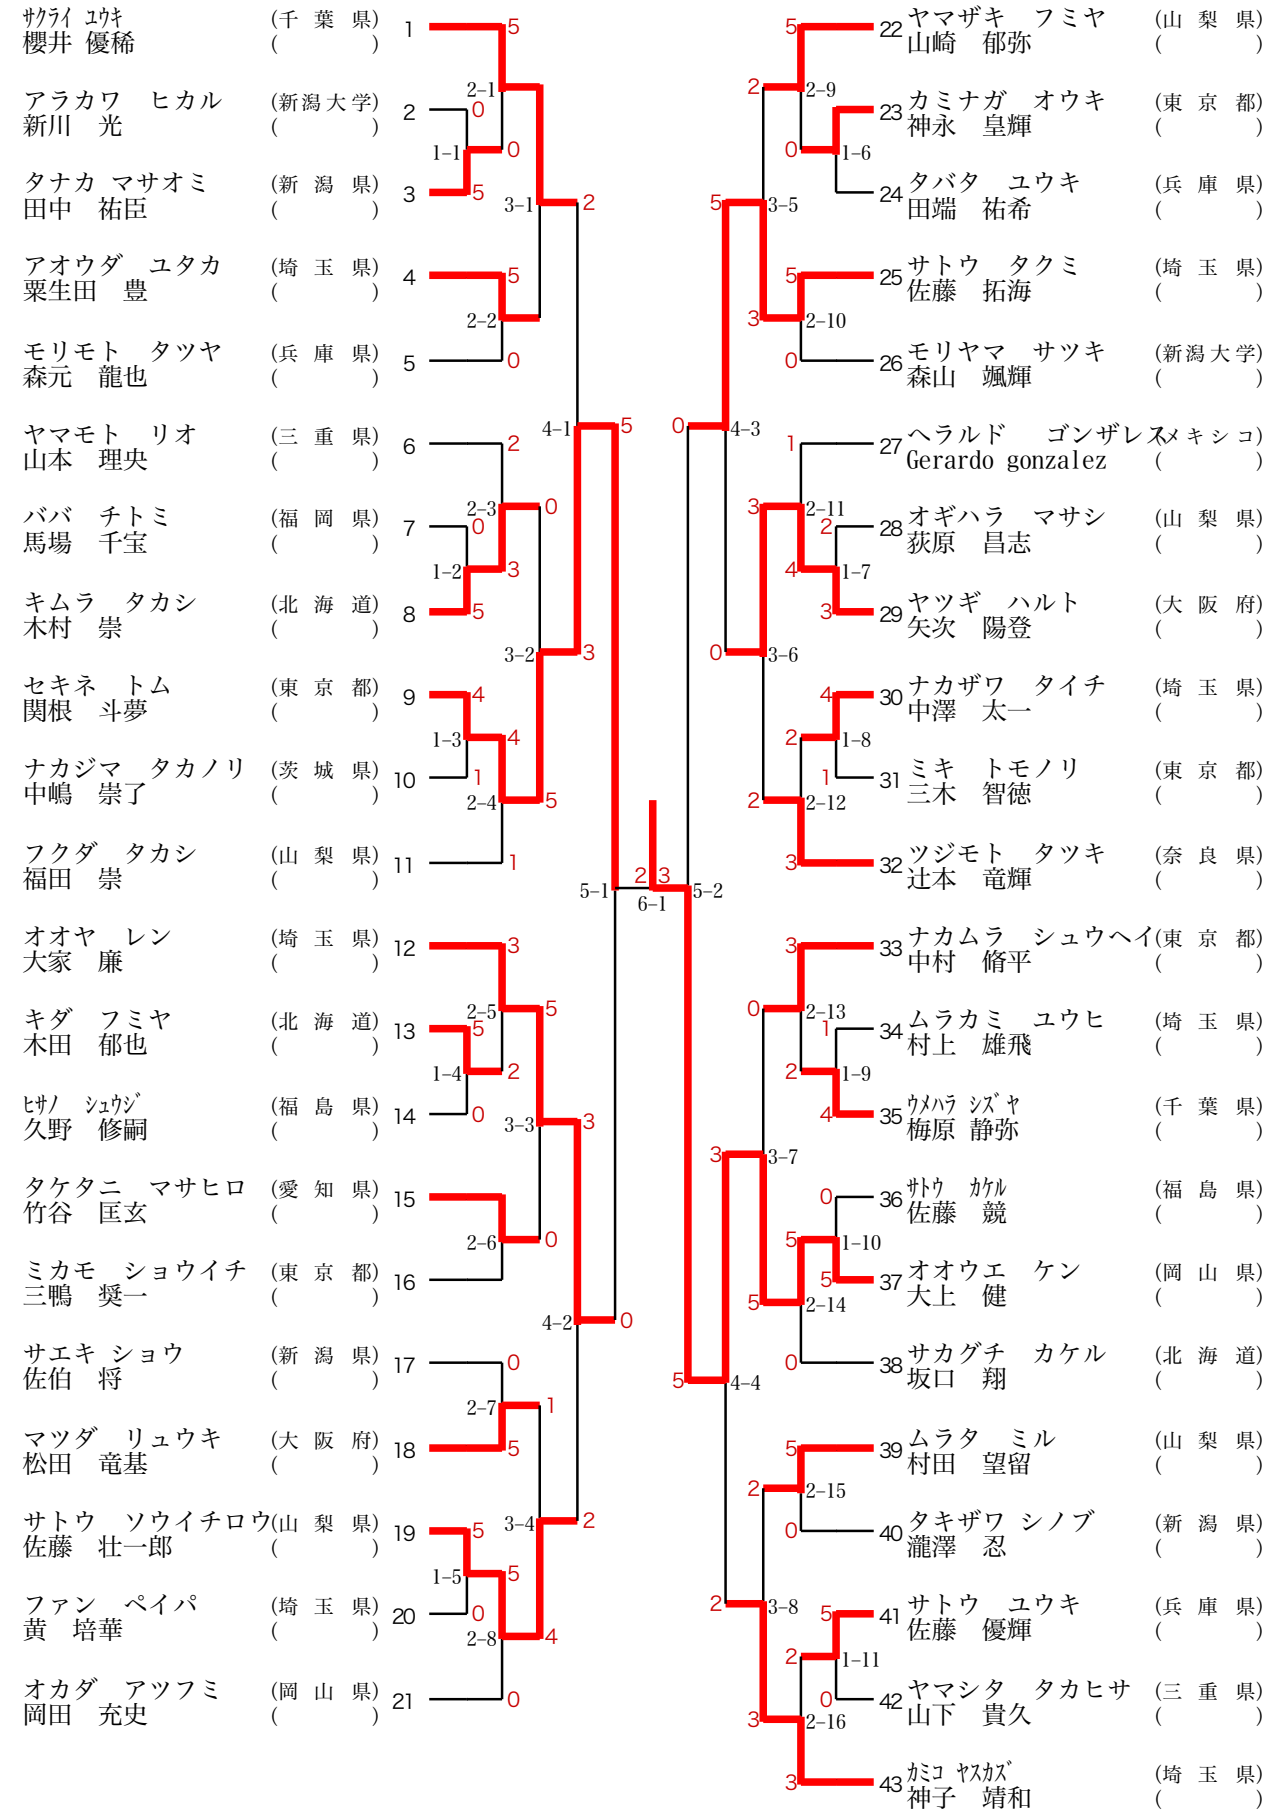 サクライ ユウキ (千葉県) 1 5
櫻井 優稀 ( )
2-1
アラカワ ヒカル (新潟大学) 2 0
新川 光 ( )
1-1 0
タナカ マサオミ (新潟県) 3 5
田中 祐臣 ( )
3-1 2
アオウダ ユタカ (埼玉県) 4 5
粟生田 豊 ( )
2-2
モリモト タツヤ (兵庫県) 5 0
森元 龍也 ( )
4-1 5
ヤマモト リオ (三重県) 6 2
山本 理央 ( )
2-3 0
ババ チトミ (福岡県) 7 0
馬場 千宝 ( )
1-2 3
キムラ タカシ (北海道) 8 5
木村 崇 ( )
3-2 3
セキネ トム (東京都) 9 4
関根 斗夢 ( )
1-3 4
ナカジマ タカノリ (茨城県) 10 1
中嶋 崇了 ( )
2-4 5
フクダ タカシ (山梨県) 11 1
福田 崇 ( )
5-1 2 3 5-2
6-1
オオヤ レン (埼玉県) 12 3
大家 廉 ( )
2-5 5
キダ フミヤ (北海道) 13 5
木田 郁也 ( )
1-4 2
ヒサノ シュウジ (福島県) 14 0
久野 修嗣 ( )
3-3 3
タケタニ マサヒロ (愛知県) 15
竹谷 匡玄 ( )
2-6 0
ミカモ ショウイチ (東京都) 16
三鴨 奨一 ( )
4-2 0
サエキ ショウ (新潟県) 17 0
佐伯 将 ( )
2-7 1
マツダ リュウキ (大阪府) 18 5
松田 竜基 ( )
3-4 2
サトウ ソウイチロウ (山梨県) 19 5
佐藤 壮一郎 ( )
1-5 5
ファン ペイパ (埼玉県) 20 0
黄 培華 ( )
2-8 4
オカダ アツフミ (岡山県) 21 0
岡田 充史 ( )
5 22 ヤマザキ フミヤ (山梨県)
山崎 郁弥 ( )
2 2-9
23 カミナガ オウキ (東京都)
神永 皇輝 ( )
0 1-6
24 タバタ ユウキ (兵庫県)
田端 祐希 ( )
5 3-5
5 25 サトウ タクミ (埼玉県)
佐藤 拓海 ( )
3 2-10
0 26 モリヤマ サツキ (新潟大学)
森山 颯輝 ( )
0 4-3
1 27 ヘラルド ゴンザレス (メキシコ)
Gerardo gonzalez ( )
3 2-11
2 28 オギハラ マサシ (山梨県)
荻原 昌志 ( )
4 1-7
3 29 ヤツギ ハルト (大阪府)
矢次 陽登 ( )
0 3-6
4 30 ナカザワ タイチ (埼玉県)
中澤 太一 ( )
2 1-8
1 31 ミキ トモノリ (東京都)
三木 智徳 ( )
2 2-12
3 32 ツジモト タツキ (奈良県)
辻本 竜輝 ( )
3 33 ナカムラ シュウヘイ (東京都)
中村 脩平 ( )
0 2-13
1 34 ムラカミ ユウヒ (埼玉県)
村上 雄飛 ( )
2 1-9
4 35 ウメハラ シズヤ (千葉県)
梅原 静弥 ( )
3 3-7
0 36 サトウ カケル (福島県)
佐藤 競 ( )
5 1-10
5 37 オオウエ ケン (岡山県)
大上 健 ( )
5 2-14
0 38 サカグチ カケル (北海道)
坂口 翔 ( )
5 4-4
5 39 ムラタ ミル (山梨県)
村田 望留 ( )
2 2-15
0 40 タキザワ シノブ (新潟県)
瀧澤 忍 ( )
2 3-8
5 41 サトウ ユウキ (兵庫県)
佐藤 優輝 ( )
2 1-11
0 42 ヤマシタ タカヒサ (三重県)
山下 貴久 ( )
3 2-16
3 43 カミコ ヤスカズ (埼玉県)
神子 靖和 ( )